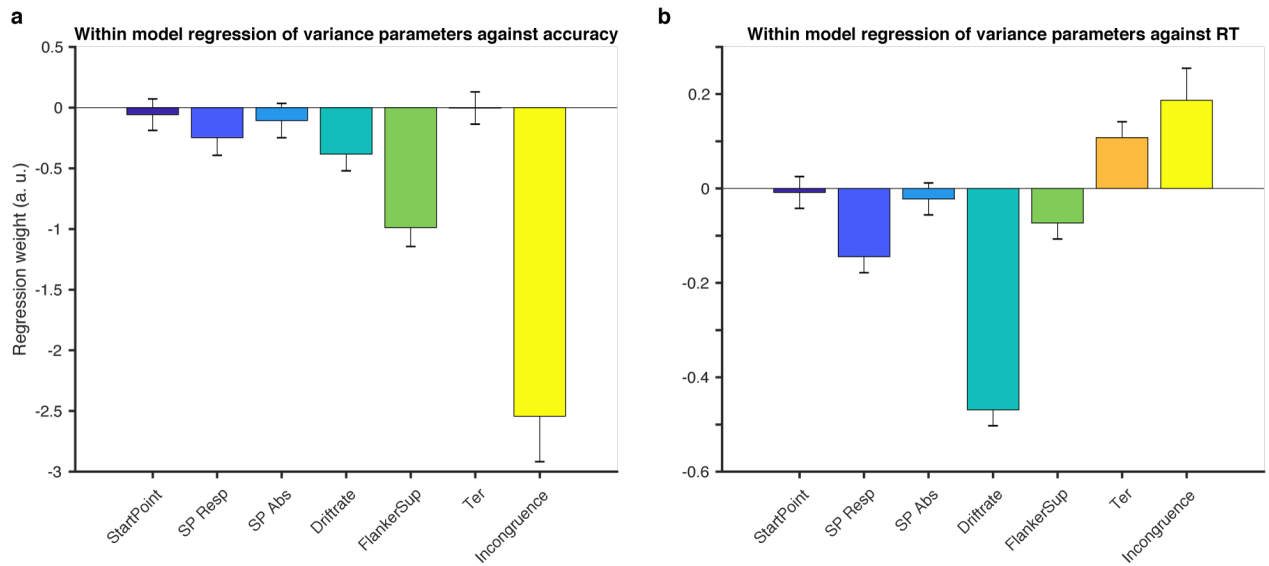 a
Within model regression of variance parameters against accuracy
Regression weight (a. u.)
0.5
0
-0.5
-1
-1.5
-2
-2.5
-3
StartPoint
SP Resp
SP Abs
Driftrate
FlankerSup
Ter
Incongruence
b
Within model regression of variance parameters against RT
0.2
0
-0.2
-0.4
-0.6
StartPoint
SP Resp
SP Abs
Driftrate
FlankerSup
Ter
Incongruence